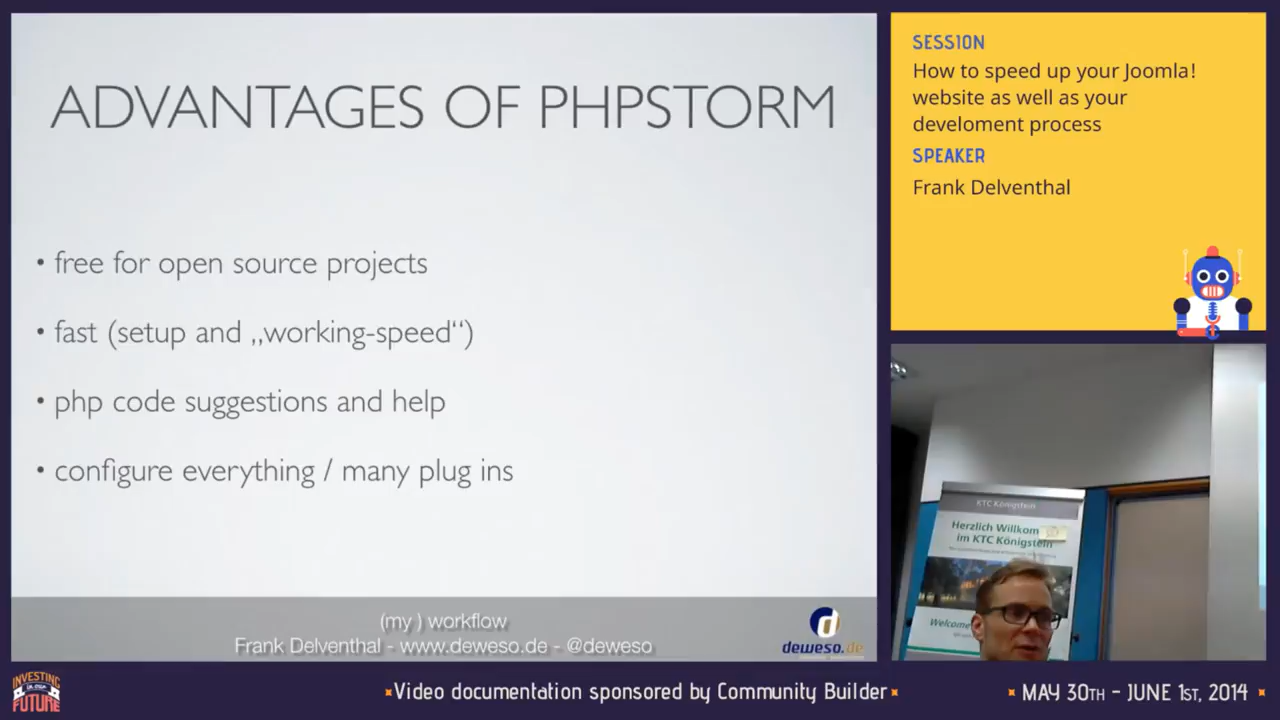 ADVANTAGES OF PHPSTORM
• free for open source projects
• fast (setup and „working-speed“)
• php code suggestions and help
• configure everything / many plug ins
(my ) workflow
Frank Delventhal - www.deweso.de - @deweso
deweso.de
SESSION
How to speed up your Joomla!
website as well as your
develoment process
SPEAKER
Frank Delventhal
KTC Königstein
Herzlich Willkom
im KTC Königstein
Welcome
INVESTING
IN OUR
FUTURE
Video documentation sponsored by Community Builder
MAY 30TH - JUNE 1ST, 2014